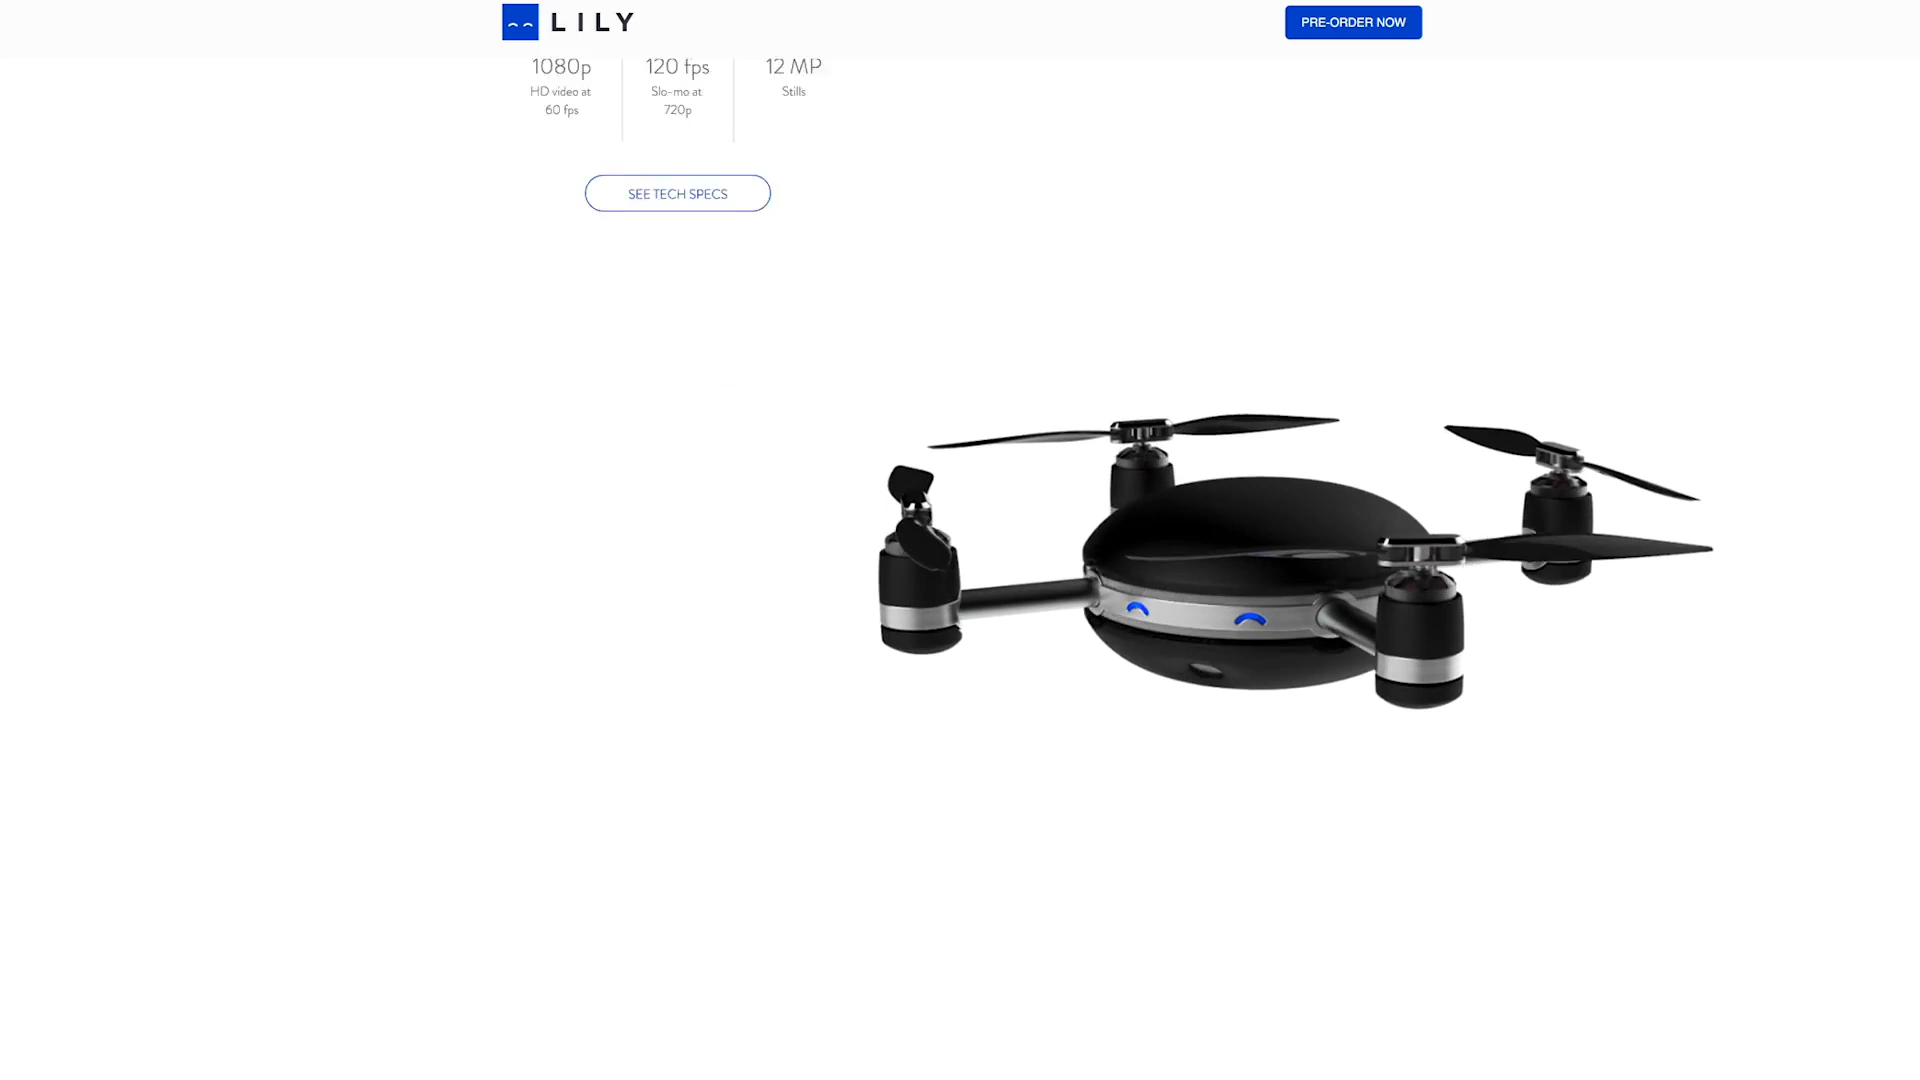 LILY
PRE-ORDER NOW
1080p
HD video at
60 fps
120 fps
Slo-mo at
720p
12 MP
Stills
SEE TECH SPECS